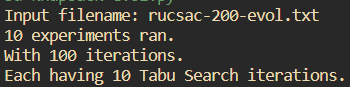 Input filename: rucsac-200-evol.txt
10 experiments ran.
With 100 iterations.
Each having 10 Tabu Search iterations.